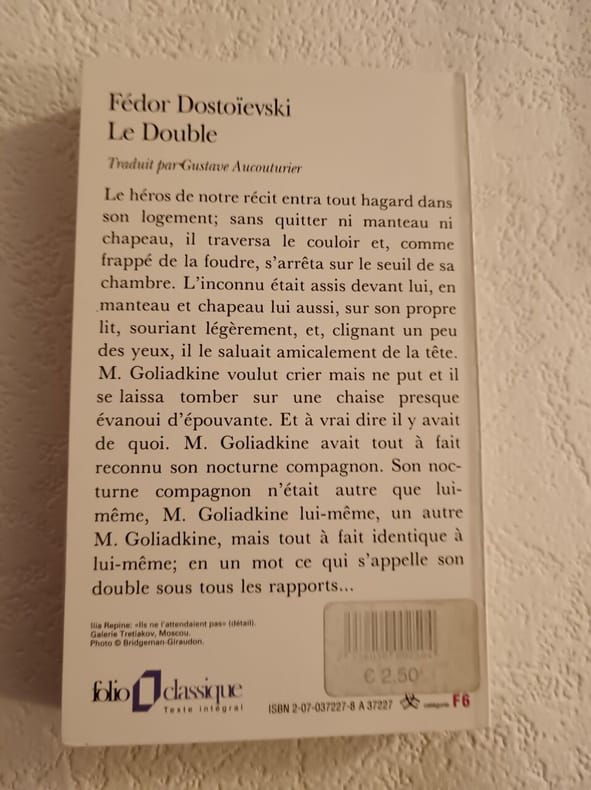 Fédor Dostoïevski
Le Double
Traduit par Gustave Aucouturier
Le héros de notre récit entra tout hagard dans
son logement; sans quitter ni manteau ni
chapeau, il traversa le couloir et, comme
frappé de la foudre, s'arrêta sur le seuil de sa
chambre. L'inconnu était assis devant lui, en
manteau et chapeau lui aussi, sur son propre
lit, souriant légèrement, et, clignant un peu
des yeux, il le saluait amicalement de la tête.
M. Goliadkine voulut crier mais ne put et il
se laissa tomber sur une chaise presque
évanoui d'épouvante. Et à vrai dire il y avait
de quoi. M. Goliadkine avait tout à fait
reconnu son nocturne compagnon. Son noc-
turne compagnon n'était autre que lui-
même, M. Goliadkine lui-même, un autre
M. Goliadkine, mais tout à fait identique à
lui-même; en un mot ce qui s'appelle son
double sous tous les rapports...
Ilia Repine: «Ils ne l'attendaient pas» (détail).
Galerie Tretiakov, Moscou.
Photo © Bridgeman-Giraudon.
€ 2.50
folio classique
Texte intégral
ISBN 2-07-037227-8 A 37227 catégorie F6